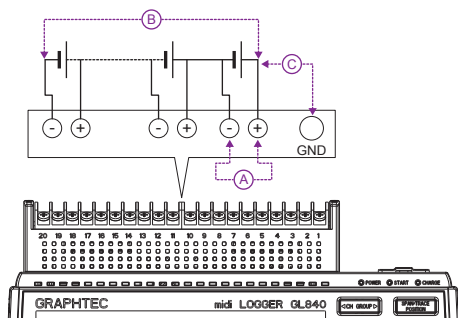 B
C
- + - + - +
GND
A
20 19 18 17 16 15 14 13 12 11 10 9 8 7 6 5 4 3 2 1
POWER START CHARGE
GRAPHTEC midi LOGGER GL840 ◁CH GROUP▷ SPAN/TRACE
POSITION